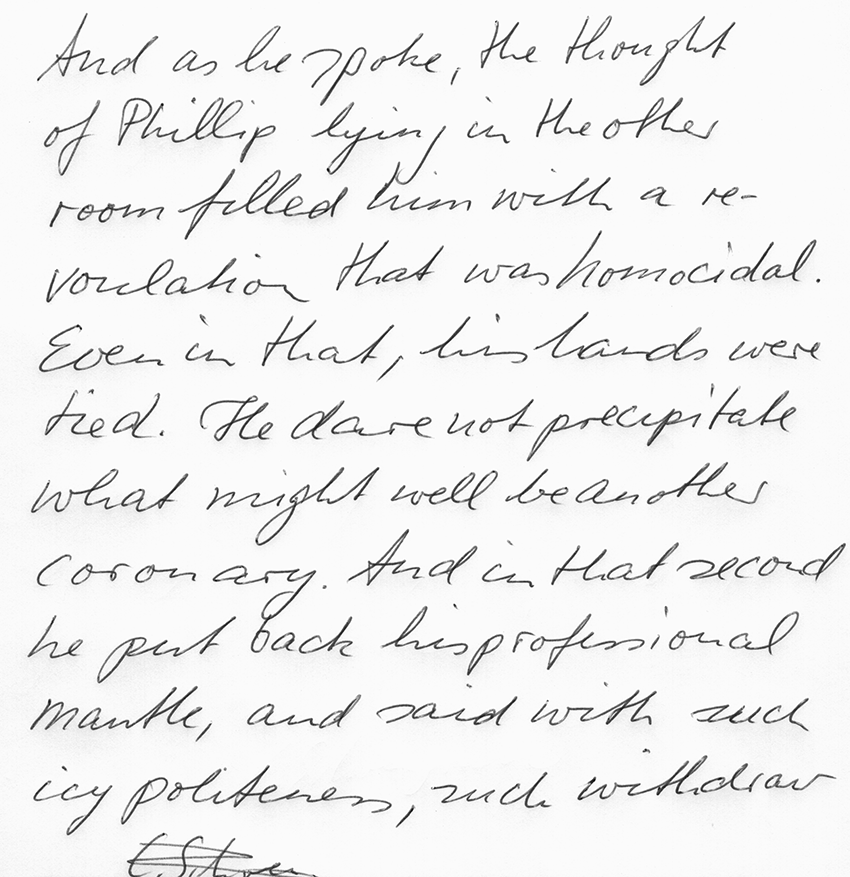 And as he spoke, the thought
of Phillip lying in the other
room filled him with a re-
voulation that was homocidal.
Even in that, his hands were
tied. He dare not precipitate
what might well be another
coronary. And in that second
he put back his professional
mantle, and said with such
icy politeness, such withdraw